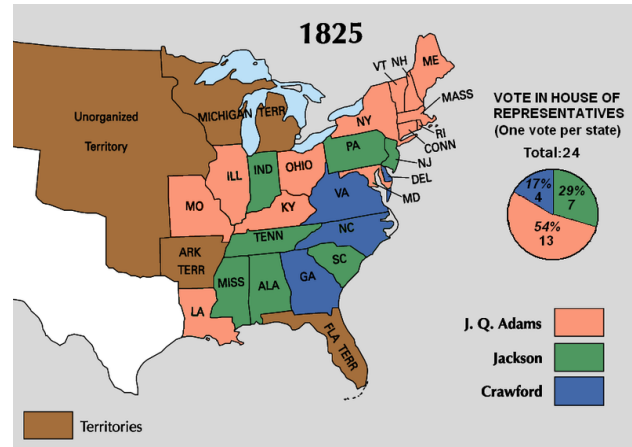 1825
ME
VT NH
MASS
Unorganized
Territory
MICHIGAN TERR
NY
VOTE IN HOUSE OF
REPRESENTATIVES
(One vote per state)
Total:24
RI
CONN
PA
NJ
OHIO
IND
ILL
DEL
MD
17%
4
29%
7
54%
13
VA
MO
KY
NC
TENN
ARK
TERR
SC
MISS
ALA
GA
LA
FLA TERR
J. Q. Adams
Jackson
Crawford
Territories